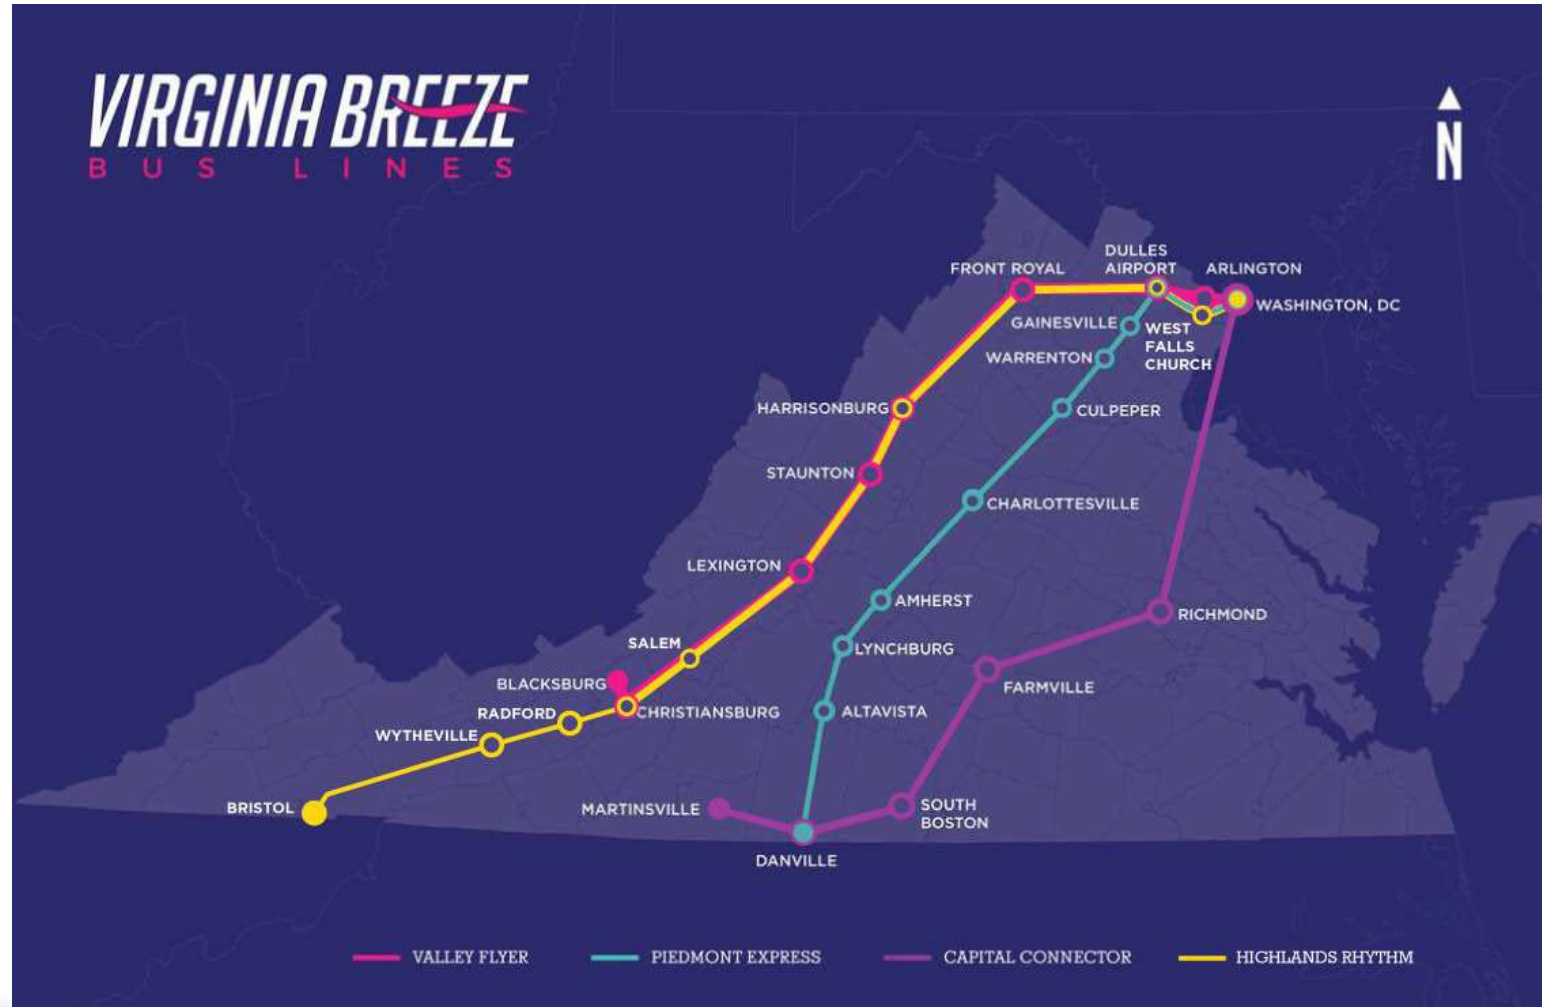 VIRGINIA BREEZE
BUS LINES
N
DULLES
AIRPORT
FRONT ROYAL
ARLINGTON
WASHINGTON, DC
GAINESVILLE
WEST
FALLS
CHURCH
WARRENTON
HARRISONBURG
CULPEPER
STAUNTON
CHARLOTTESVILLE
LEXINGTON
AMHERST
RICHMOND
SALEM
LYNCHBURG
BLACKSBURG
FARMVILLE
RADFORD
CHRISTIANSBURG
ALTAVISTA
WYTHEVILLE
BRISTOL
MARTINSVILLE
SOUTH
BOSTON
DANVILLE
VALLEY FLYER
PIEDMONT EXPRESS
CAPITAL CONNECTOR
HIGHLANDS RHYTHM